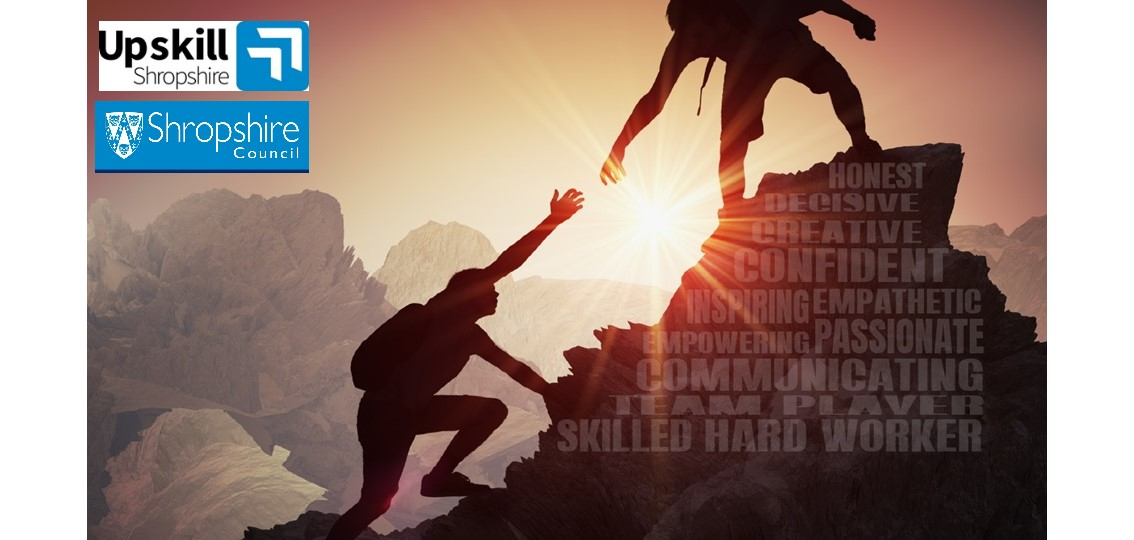 Upskill
Shropshire
Shropshire
Council
HONEST
DECISIVE
CREATIVE
CONFIDENT
INSPIRING EMPATHETIC
EMPOWERING PASSIONATE
COMMUNICATING
TEAM PLAYER
SKILLED HARD WORKER